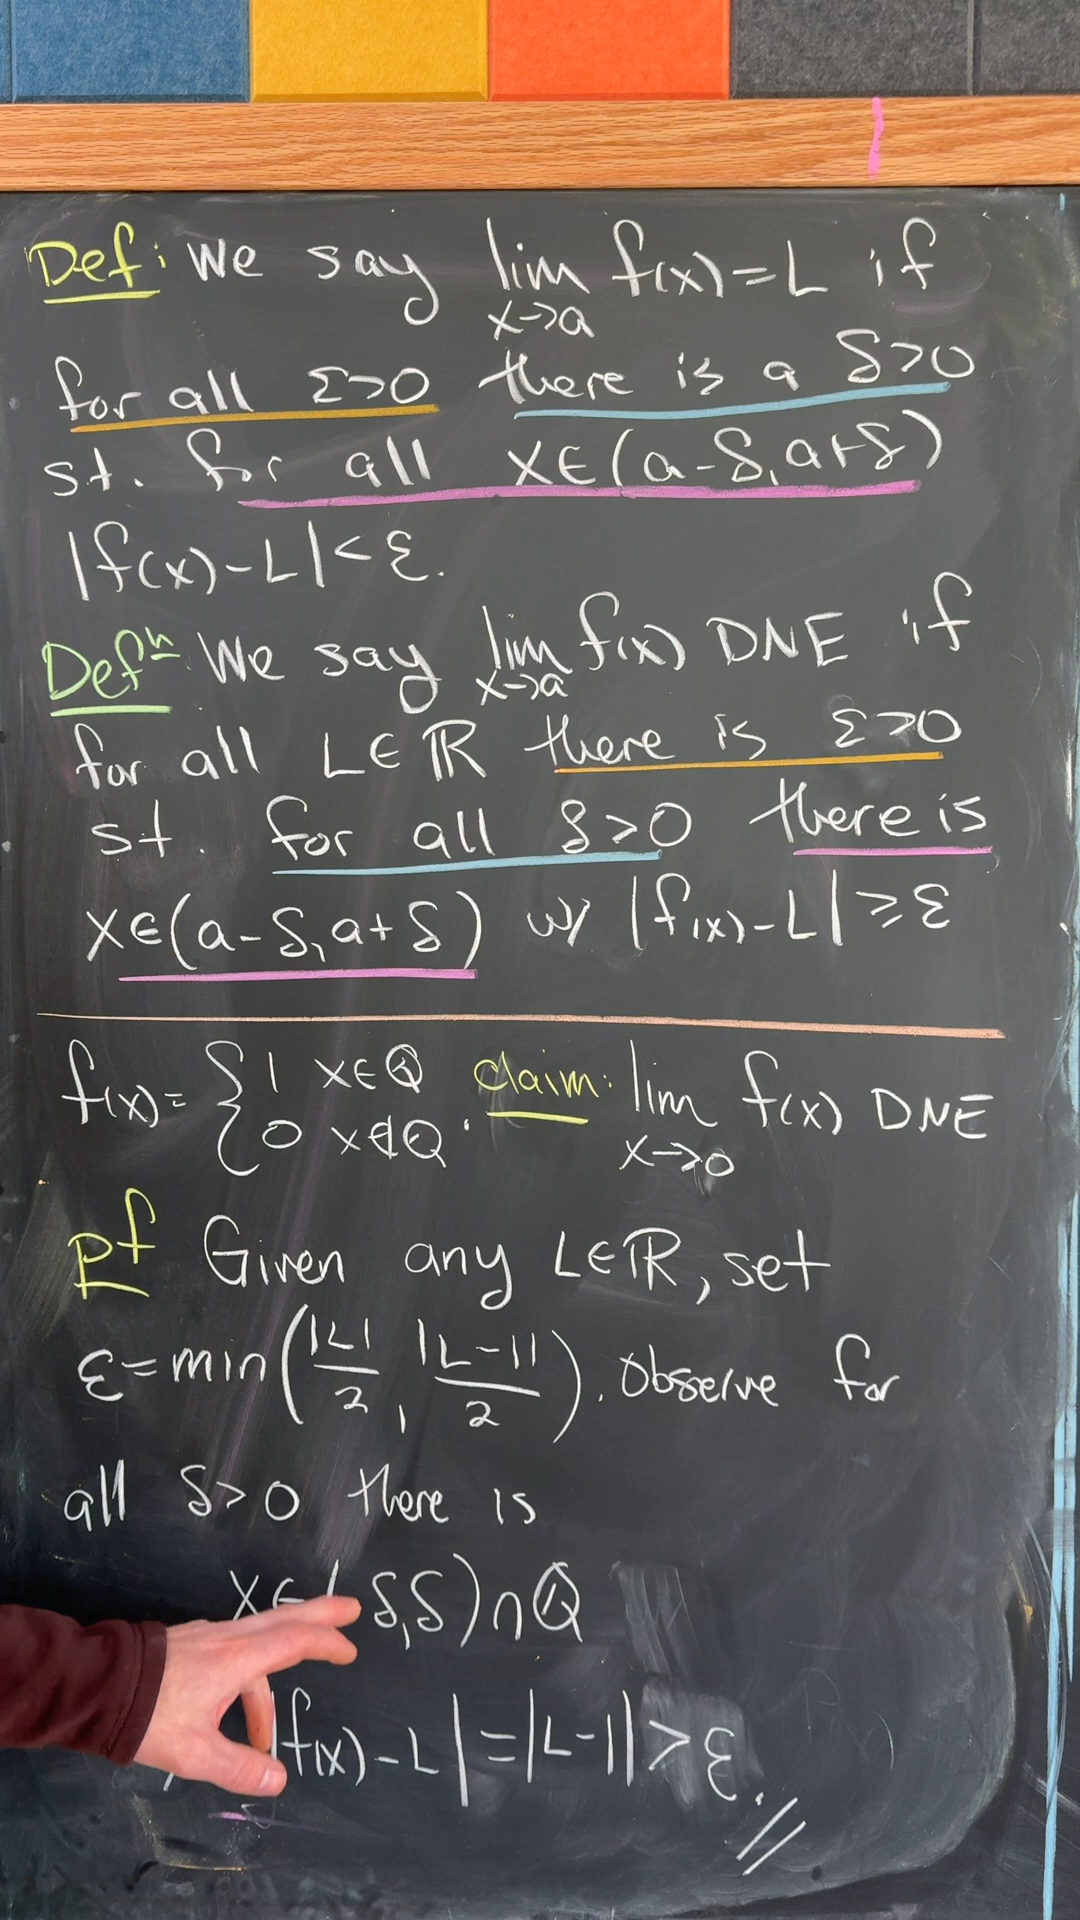 Def: We say lim f(x)=L if
x→a
for all ε>0 there is a δ>0
st. for all x∈(a-δ,a+δ)
|f(x)-L|<ε.
Defⁿ: We say lim f(x) DNE if
x→a
for all L∈ℝ there is ε>0
st. for all δ>0 there is
x∈(a-δ,a+δ) w/ |f(x)-L|≥ε
f(x)= { 1 x∈ℚ claim: lim f(x) DNE
0 x∉ℚ . x→0
Pf Given any L∈ℝ, set
ε=min(|L|/2, |L-1|/2). Observe for
all δ>0 there is
x∈(-δ,δ)∩ℚ
|f(x)-L|=|L-1|>ε. //